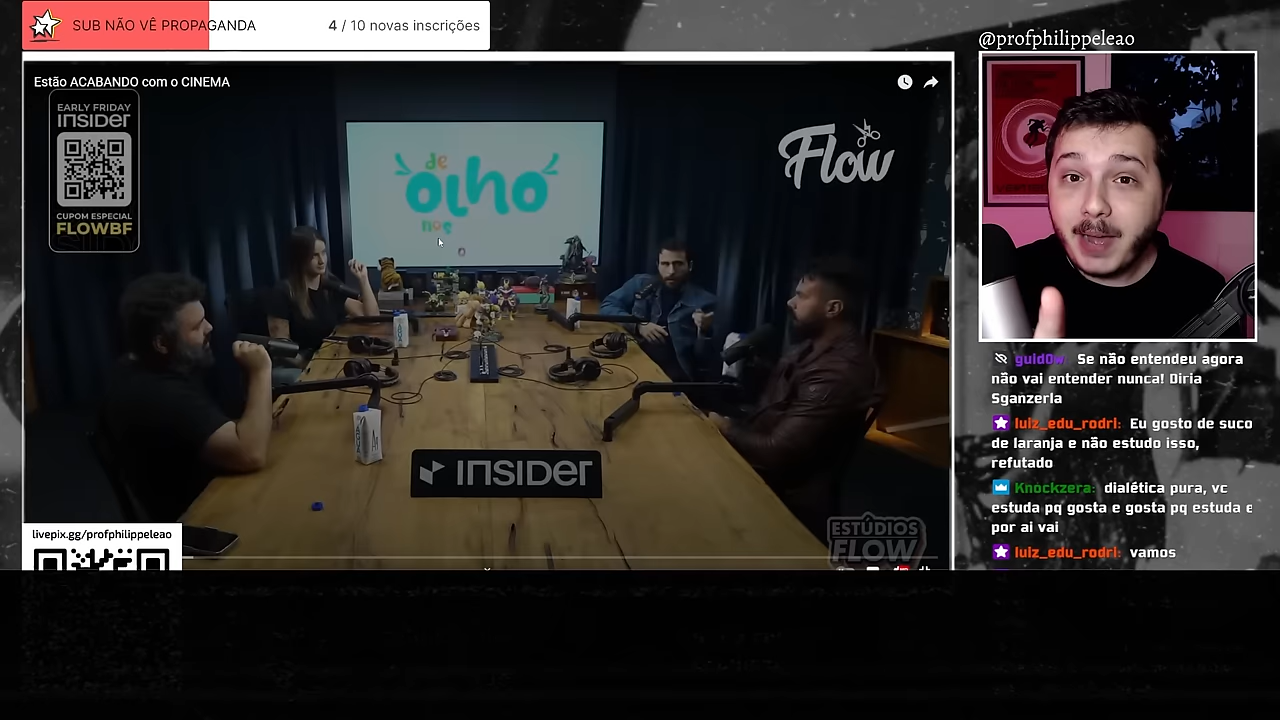 SUB NÃO VÊ PROPAGANDA
4 / 10 novas inscrições
@profphilippeleao
Estão ACABANDO com o CINEMA
EARLY FRIDAY
INSIDER
CUPOM ESPECIAL
FLOWBF
de
olho
nos
Flow
INSIDER
ESTÚDIOS
FLOW
livepix.gg/profphilippeleao
guid0w: Se não entendeu agora
não vai entender nunca! Diria
Sganzerla
luiz_edu_rodri: Eu gosto de suco
de laranja e não estudo isso,
refutado
Knockzera: dialética pura, vc
estuda pq gosta e gosta pq estuda e
por ai vai
luiz_edu_rodri: vamos